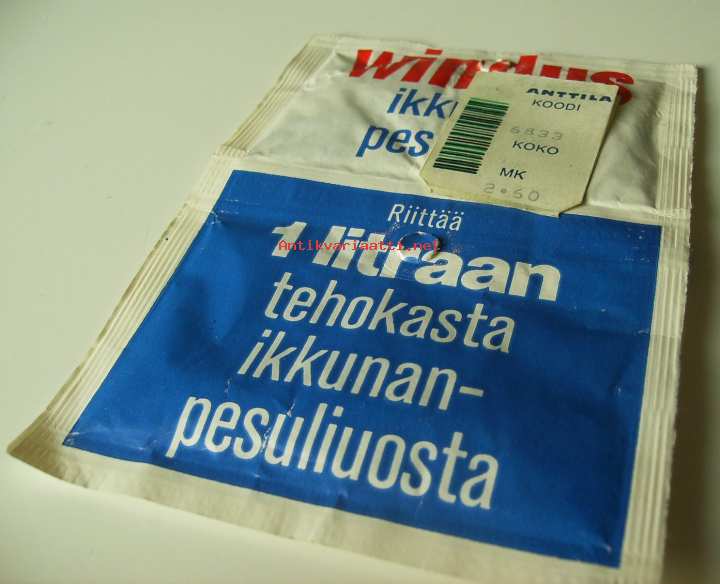 windus
ANTTILA
KOODI
6833
KOKO
MK
2.60
Riittää
1 litraan
Antikvariaatti.net
tehokasta
ikkunan-
pesuliuosta